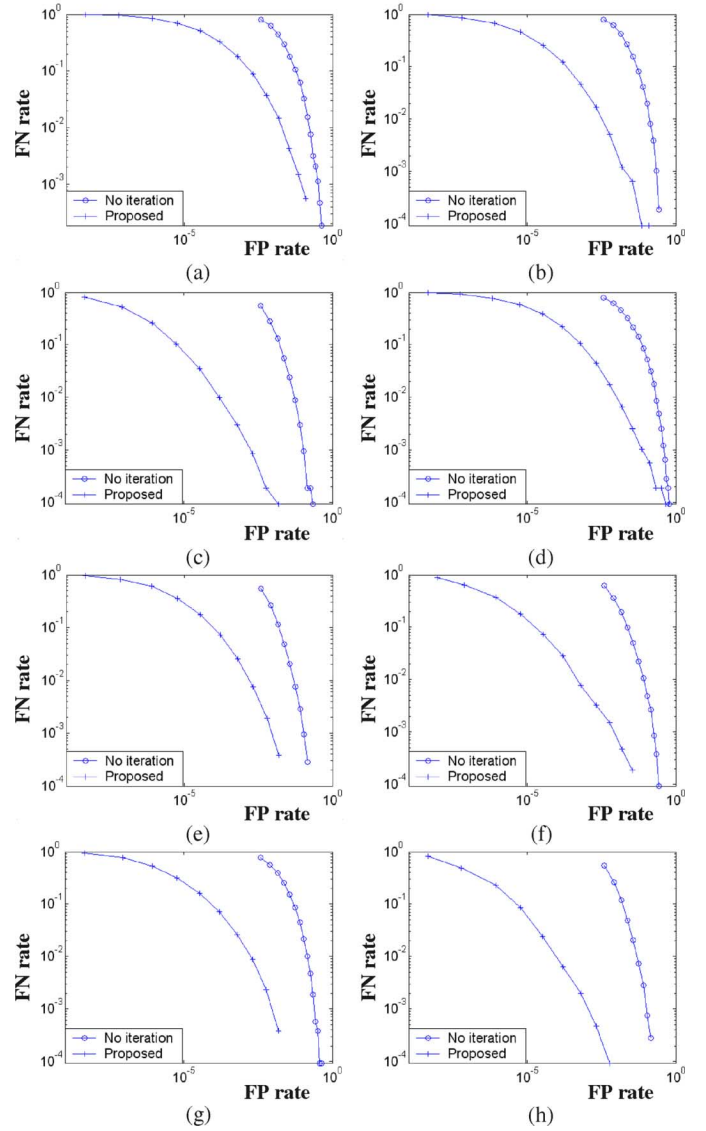 10^0
10^-1
10^-2
10^-3
FN rate
No iteration
Proposed
10^-5
10^0
FP rate
(a)
10^0
10^-1
10^-2
10^-3
10^-4
FN rate
No iteration
Proposed
10^-5
10^0
FP rate
(b)
10^0
10^-1
10^-2
10^-3
10^-4
FN rate
No iteration
Proposed
10^-5
10^0
FP rate
(c)
10^0
10^-1
10^-2
10^-3
10^-4
FN rate
No iteration
Proposed
10^-5
10^0
FP rate
(d)
10^0
10^-1
10^-2
10^-3
10^-4
FN rate
No iteration
Proposed
10^-5
10^0
FP rate
(e)
10^0
10^-1
10^-2
10^-3
10^-4
FN rate
No iteration
Proposed
10^-5
10^0
FP rate
(f)
10^0
10^-1
10^-2
10^-3
10^-4
FN rate
No iteration
Proposed
10^-5
10^0
FP rate
(g)
10^0
10^-1
10^-2
10^-3
10^-4
FN rate
No iteration
Proposed
10^-5
10^0
FP rate
(h)